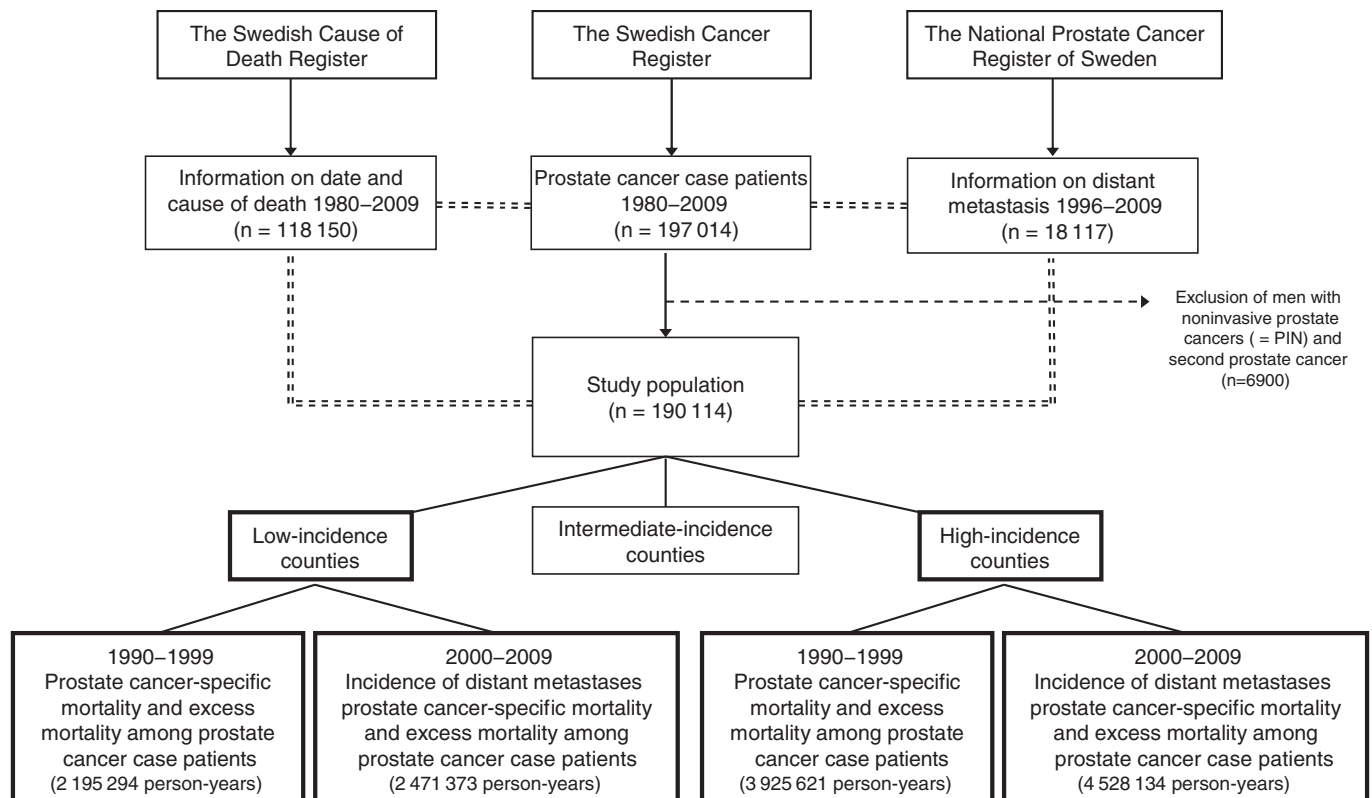 The Swedish Cause of
Death Register
The Swedish Cancer
Register
The National Prostate Cancer
Register of Sweden
Information on date and
cause of death 1980–2009
(n = 118 150)
Prostate cancer case patients
1980–2009
(n = 197 014)
Information on distant
metastasis 1996–2009
(n = 18 117)
Exclusion of men with
noninvasive prostate
cancers ( = PIN) and
second prostate cancer
(n=6900)
Study population
(n = 190 114)
Low-incidence
counties
Intermediate-incidence
counties
High-incidence
counties
1990–1999
Prostate cancer-specific
mortality and excess
mortality among prostate
cancer case patients
(2 195 294 person-years)
2000–2009
Incidence of distant metastases
prostate cancer-specific mortality
and excess mortality among
prostate cancer case patients
(2 471 373 person-years)
1990–1999
Prostate cancer-specific
mortality and excess
mortality among prostate
cancer case patients
(3 925 621 person-years)
2000–2009
Incidence of distant metastases
prostate cancer-specific mortality
and excess mortality among
prostate cancer case patients
(4 528 134 person-years)